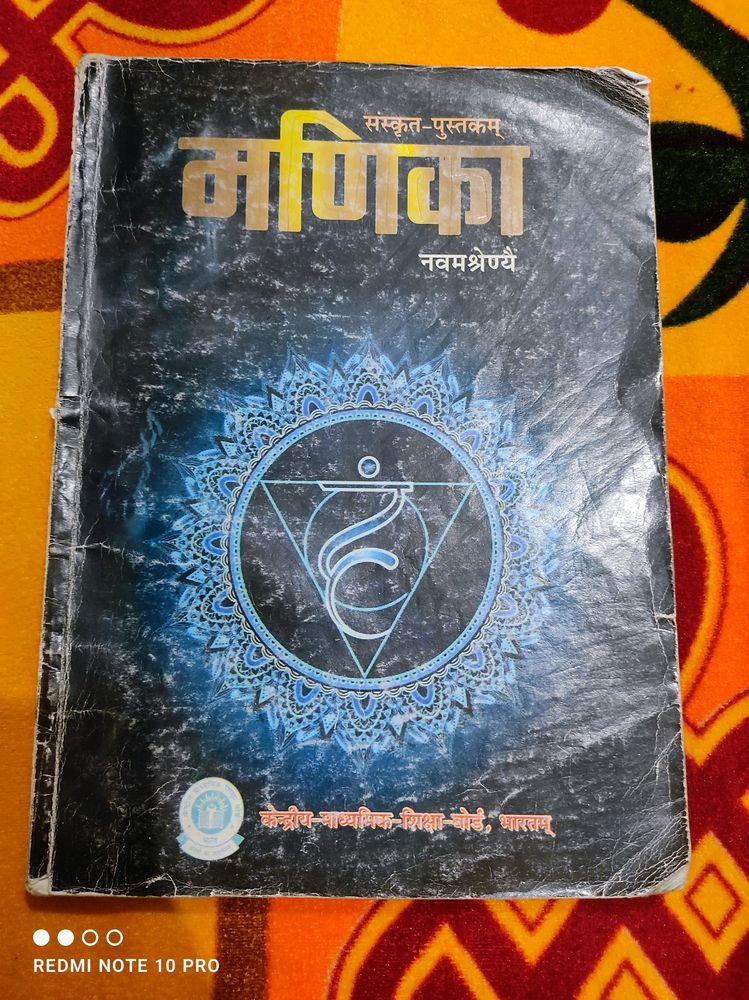 संस्कृत-पुस्तकम्
मणिका
नवमश्रेण्यै
हं
केन्द्रीय-माध्यमिक-शिक्षा-बोर्ड, भारतम्
REDMI NOTE 10 PRO